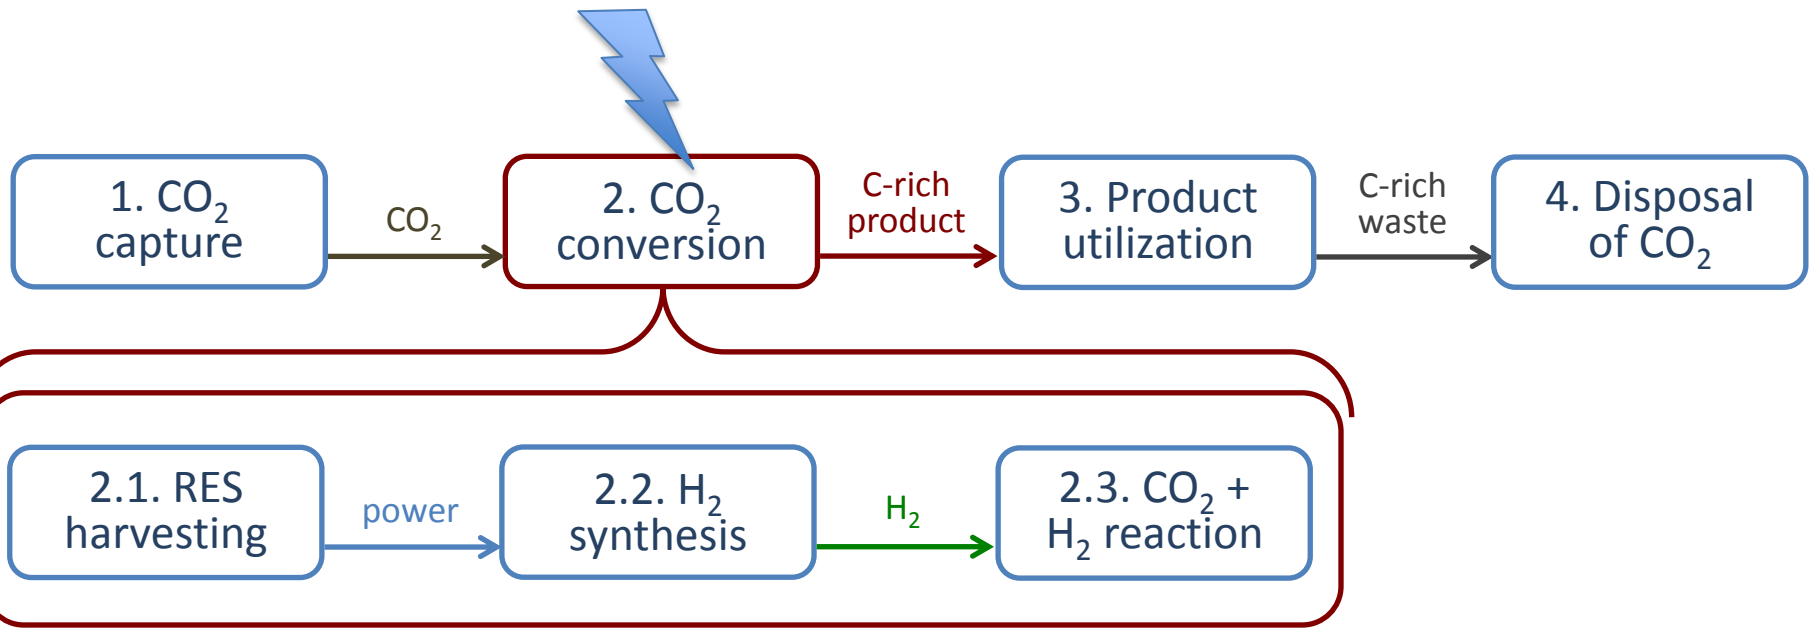 1. CO₂
capture
CO₂
2. CO₂
conversion
C-rich
product
3. Product
utilization
C-rich
waste
4. Disposal
of CO₂
2.1. RES
harvesting
power
2.2. H₂
synthesis
H₂
2.3. CO₂ +
H₂ reaction